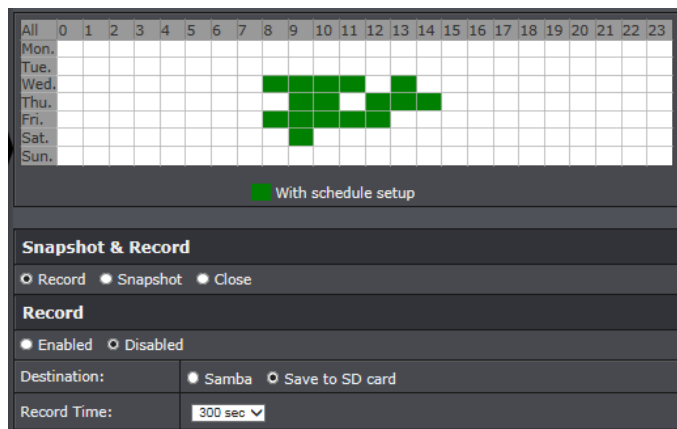 All 0 1 2 3 4 5 6 7 8 9 10 11 12 13 14 15 16 17 18 19 20 21 22 23
Mon.
Tue.
Wed.
Thu.
Fri.
Sat.
Sun.
With schedule setup
Snapshot & Record
Record Snapshot Close
Record
Enabled Disabled
Destination: Samba Save to SD card
Record Time: 300 sec